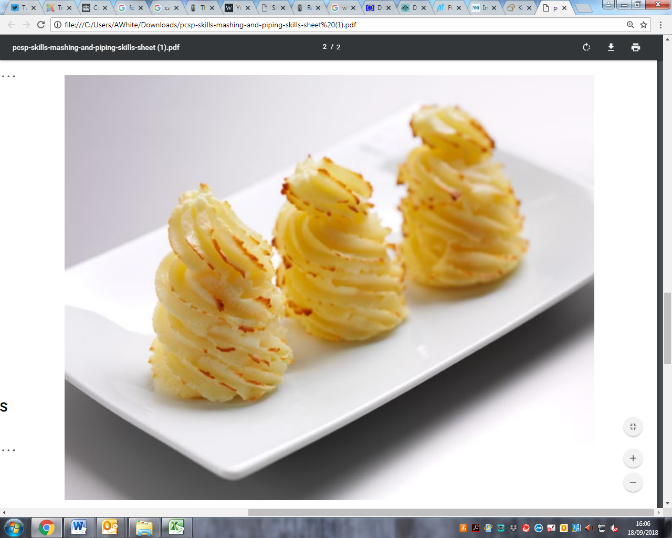 file:///C:/Users/AWhite/Downloads/pcsp-skills-mashing-and-piping-skills-sheet%20(1).pdf
pcsp-skills-mashing-and-piping-skills-sheet (1).pdf
2 / 2
...
s
...
16:06
18/09/2018